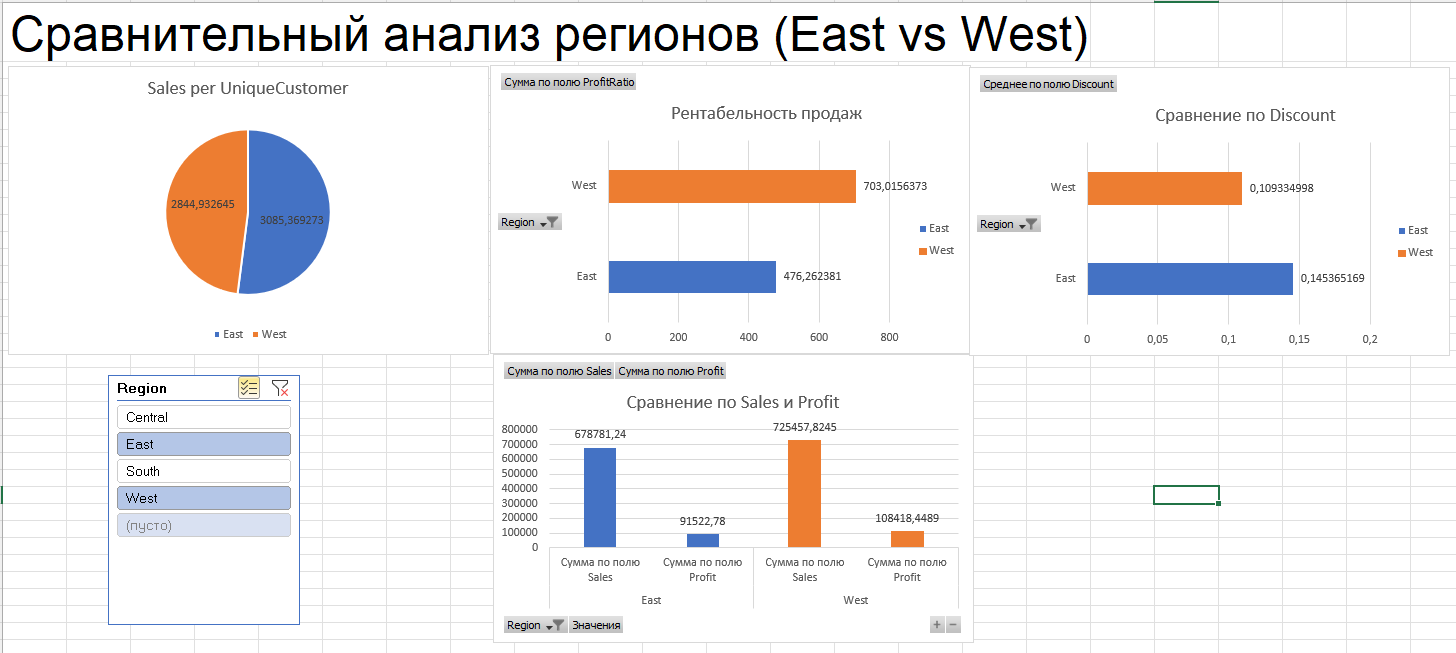 Сравнительный анализ регионов (East vs West)
Sales per UniqueCustomer
2844,932645
3085,369273
East
West
Сумма по полю ProfitRatio
Рентабельность продаж
West
703,0156373
Region
East
West
East
476,262381
0
200
400
600
800
Среднее по полю Discount
Сравнение по Discount
West
0,109334998
Region
East
West
East
0,145365169
0
0,05
0,1
0,15
0,2
Region
Central
East
South
West
(пусто)
Сумма по полю Sales
Сумма по полю Profit
Сравнение по Sales и Profit
800000
700000
600000
500000
400000
300000
200000
100000
0
678781,24
91522,78
725457,8245
108418,4489
Сумма по полю
Sales
Сумма по полю
Profit
Сумма по полю
Sales
Сумма по полю
Profit
East
West
Region
Значения